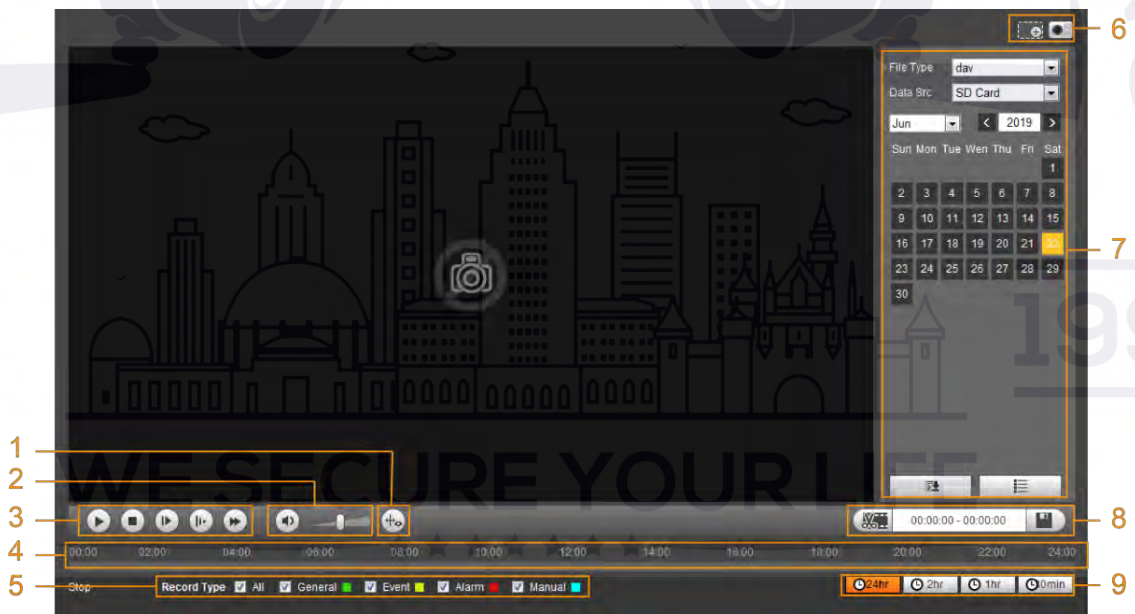 6
File Type dav
Data Src SD Card
Jun < 2019 >
Sun Mon Tue Wen Thu Fri Sat
1
2 3 4 5 6 7 8
9 10 11 12 13 14 15
16 17 18 19 20 21 22
23 24 25 26 27 28 29
30
7
199
1
2
WE SECURE YOUR LIFE
3
00:00:00 - 00:00:00
8
4
00:00 02:00 04:00 06:00 08:00 10:00 12:00 14:00 16:00 18:00 20:00 22:00 24:00
5
Stop Record Type All General Event Alarm Manual
24hr 2hr 1hr 30min
9